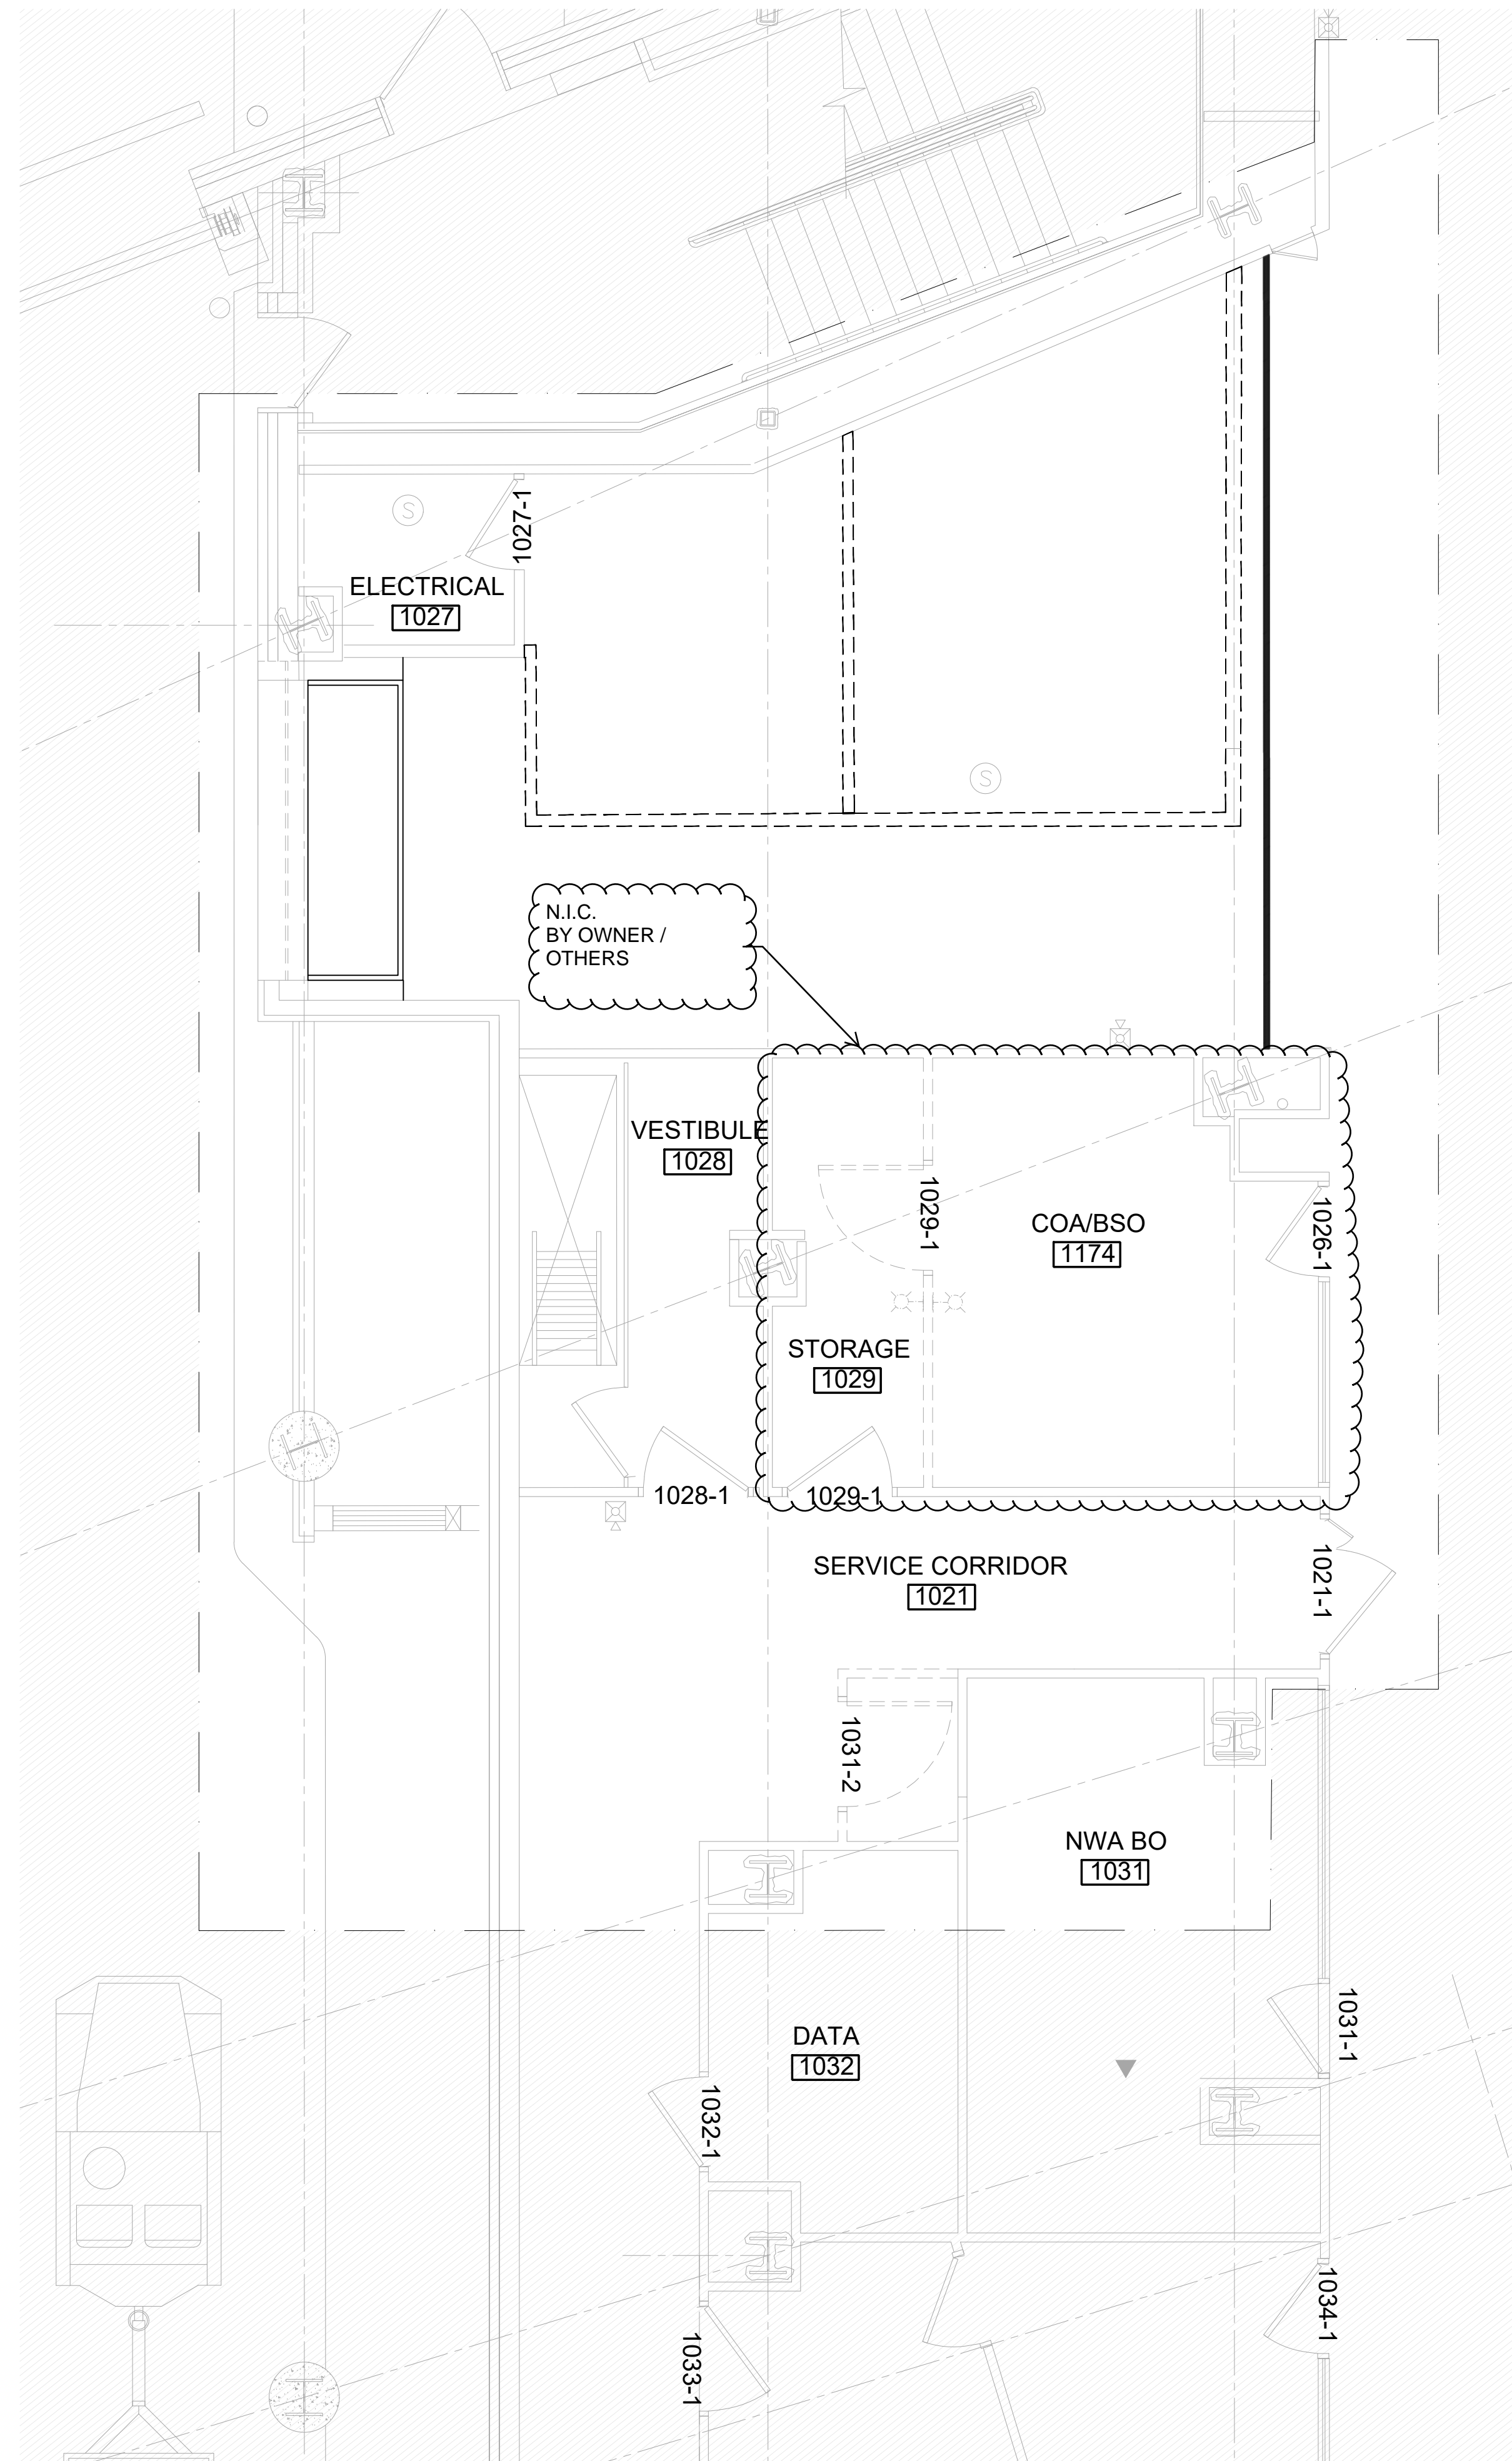 S
1027-1
ELECTRICAL
1027
S
N.I.C.
BY OWNER /
OTHERS
VESTIBULE
1028
1029-1
COA/BSO
1174
1026-1
STORAGE
1029
1028-1
1029-1
SERVICE CORRIDOR
1021
1021-1
1031-2
NWA BO
1031
1031-1
DATA
1032
1032-1
1034-1
1033-1